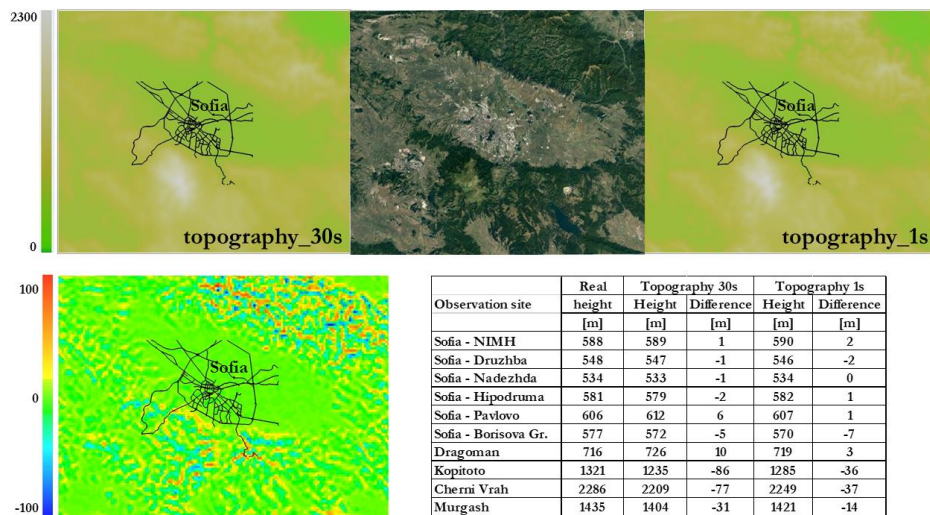 2300
0
Sofia
topography_30s
Sofia
topography_1s
100
0
-100
Sofia
Observation site Real height Topography 30s Topography 1s
Height Difference Height Difference
[m] [m] [m] [m] [m]
Sofia - NIMH 588 589 1 590 2
Sofia - Druzhba 548 547 -1 546 -2
Sofia - Nadezhda 534 533 -1 534 0
Sofia - Hipodruma 581 579 -2 582 1
Sofia - Pavlovo 606 612 6 607 1
Sofia - Borisova Gr. 577 572 -5 570 -7
Dragoman 716 726 10 719 3
Kopitoto 1321 1235 -86 1285 -36
Cherni Vrah 2286 2209 -77 2249 -37
Murgash 1435 1404 -31 1421 -14